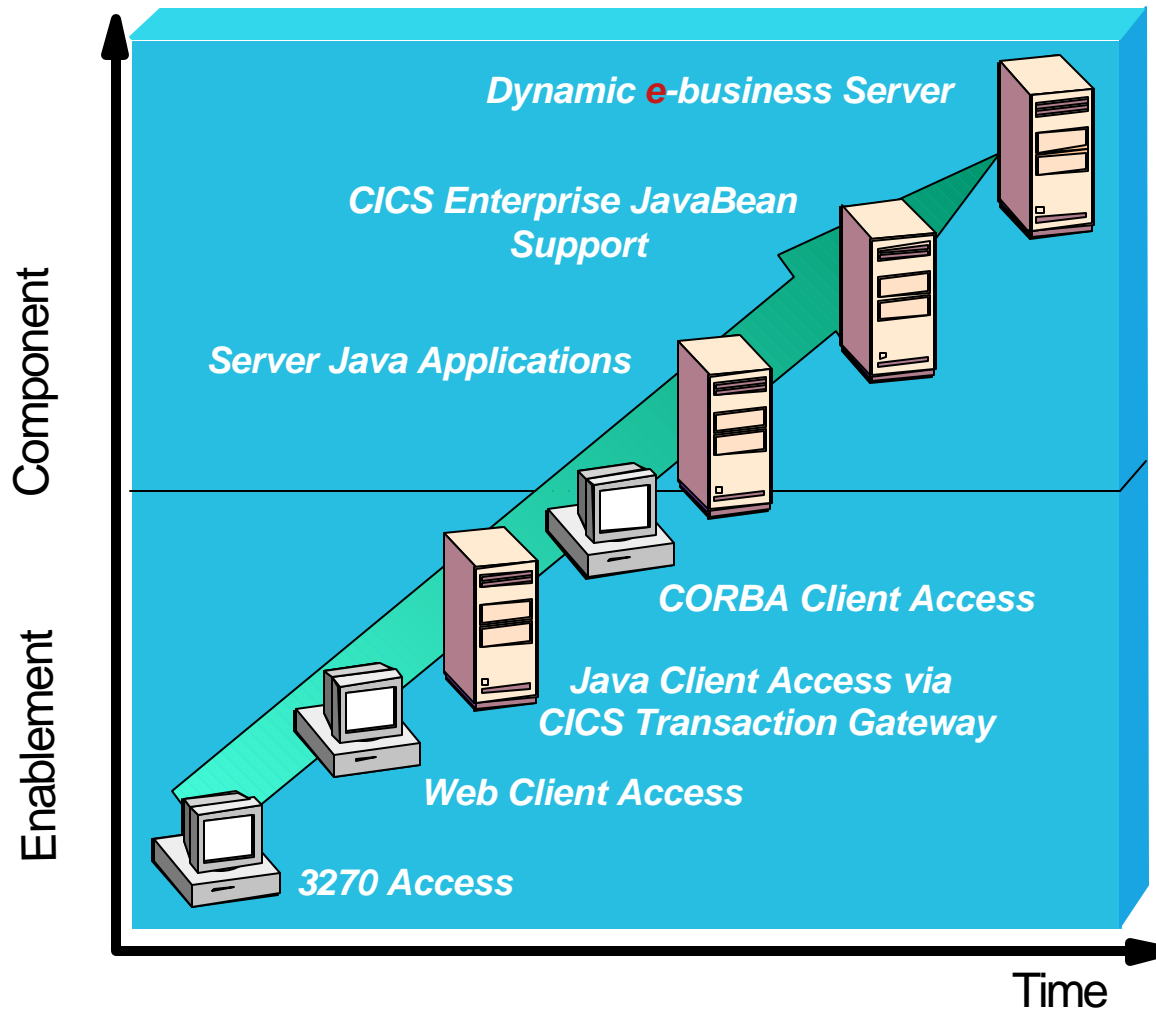 Dynamic e-business Server
CICS Enterprise JavaBean
Support
Server Java Applications
CORBA Client Access
Java Client Access via
CICS Transaction Gateway
Web Client Access
3270 Access
Component
Enablement
Time